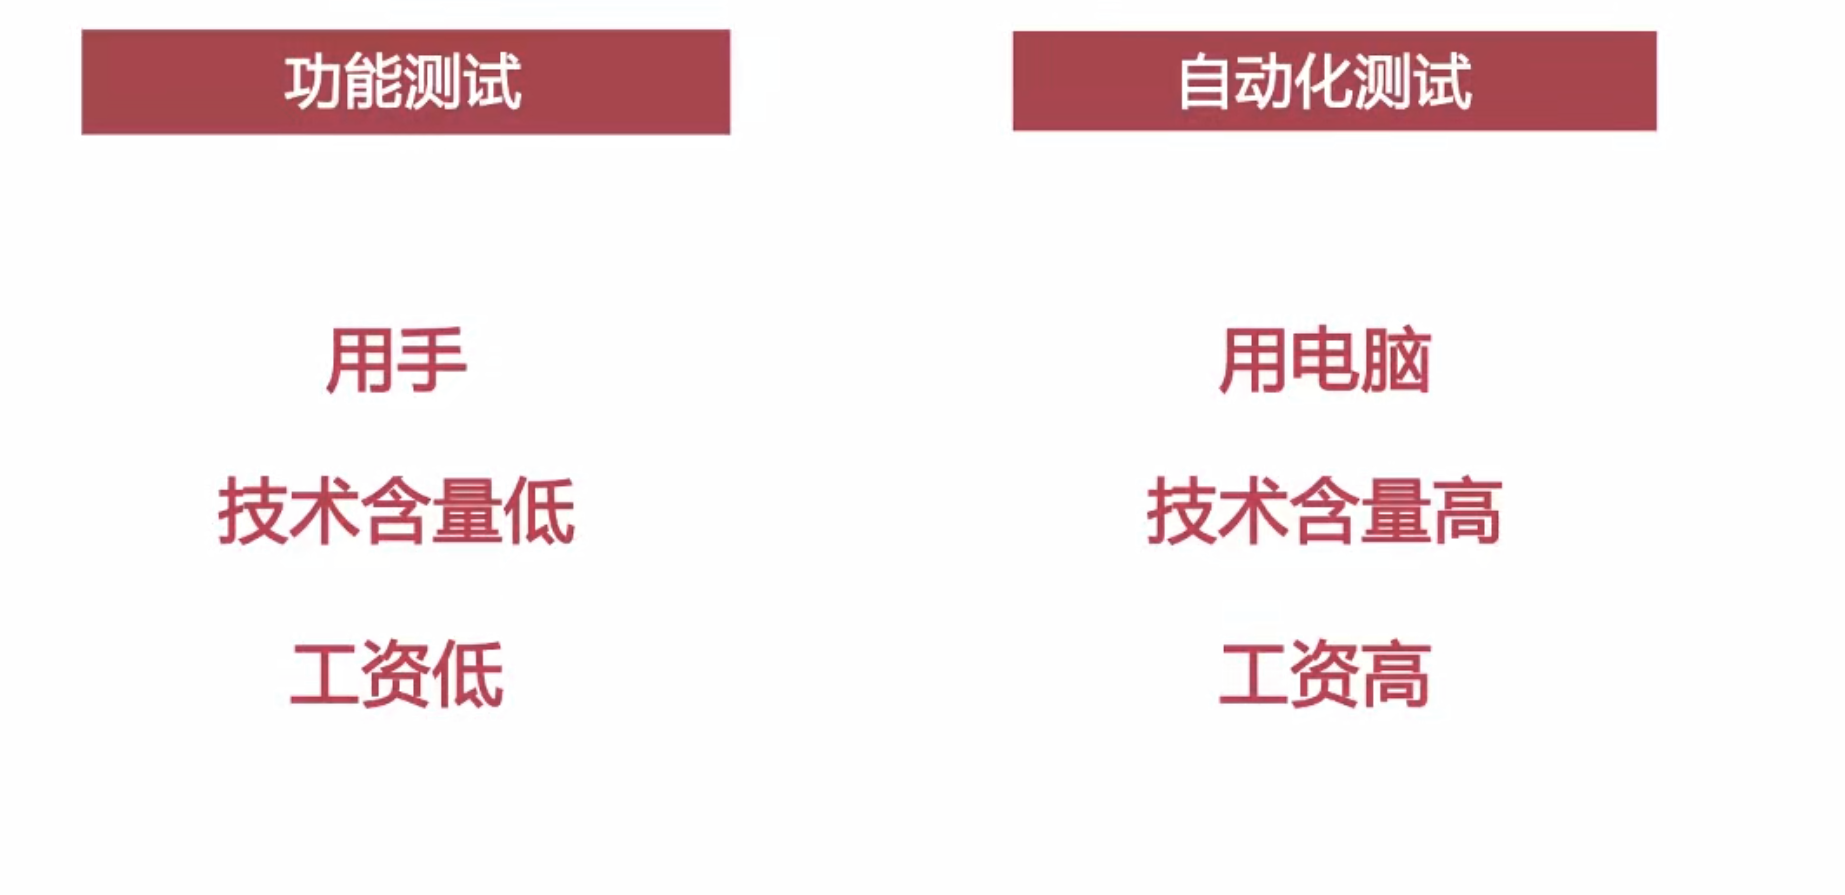 功能测试
自动化测试
用手
用电脑
技术含量低
技术含量高
工资低
工资高